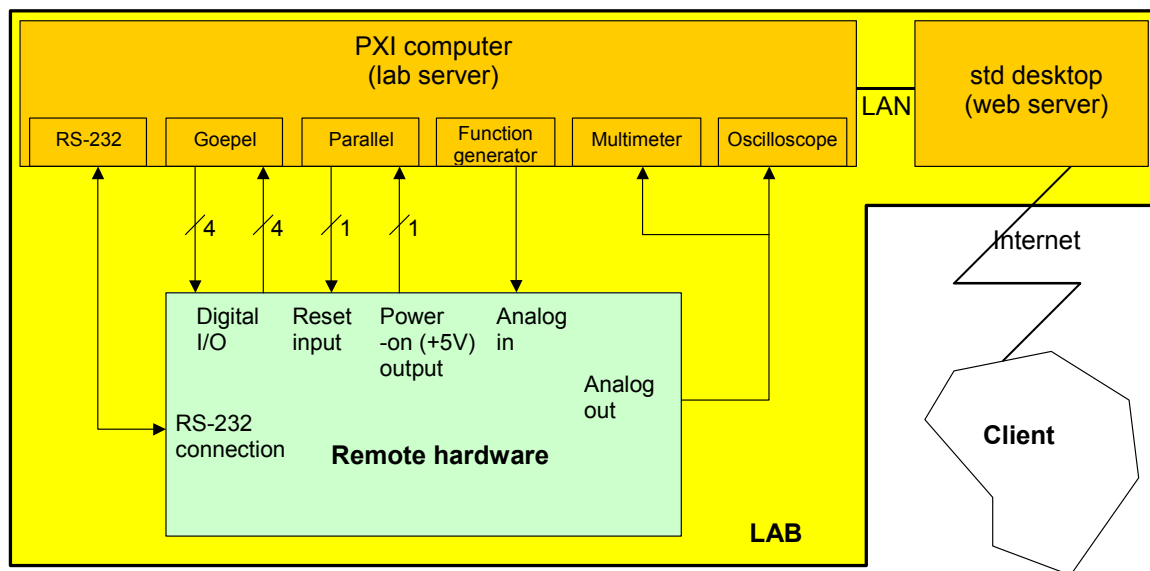 PXI computer
(lab server)
std desktop
(web server)
LAN
RS-232
Goepel
Parallel
Function
generator
Multimeter
Oscilloscope
4
4
1
1
Internet
Digital
I/O
Reset
input
Power
-on (+5V)
output
Analog
in
Analog
out
RS-232
connection
Remote hardware
Client
LAB